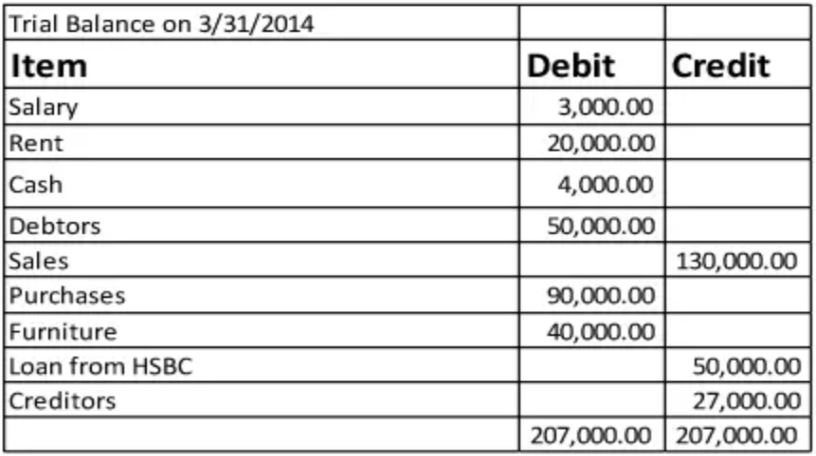 Trial Balance on 3/31/2014
Item Debit Credit
Salary 3,000.00
Rent 20,000.00
Cash 4,000.00
Debtors 50,000.00
Sales 130,000.00
Purchases 90,000.00
Furniture 40,000.00
Loan from HSBC 50,000.00
Creditors 27,000.00
207,000.00 207,000.00